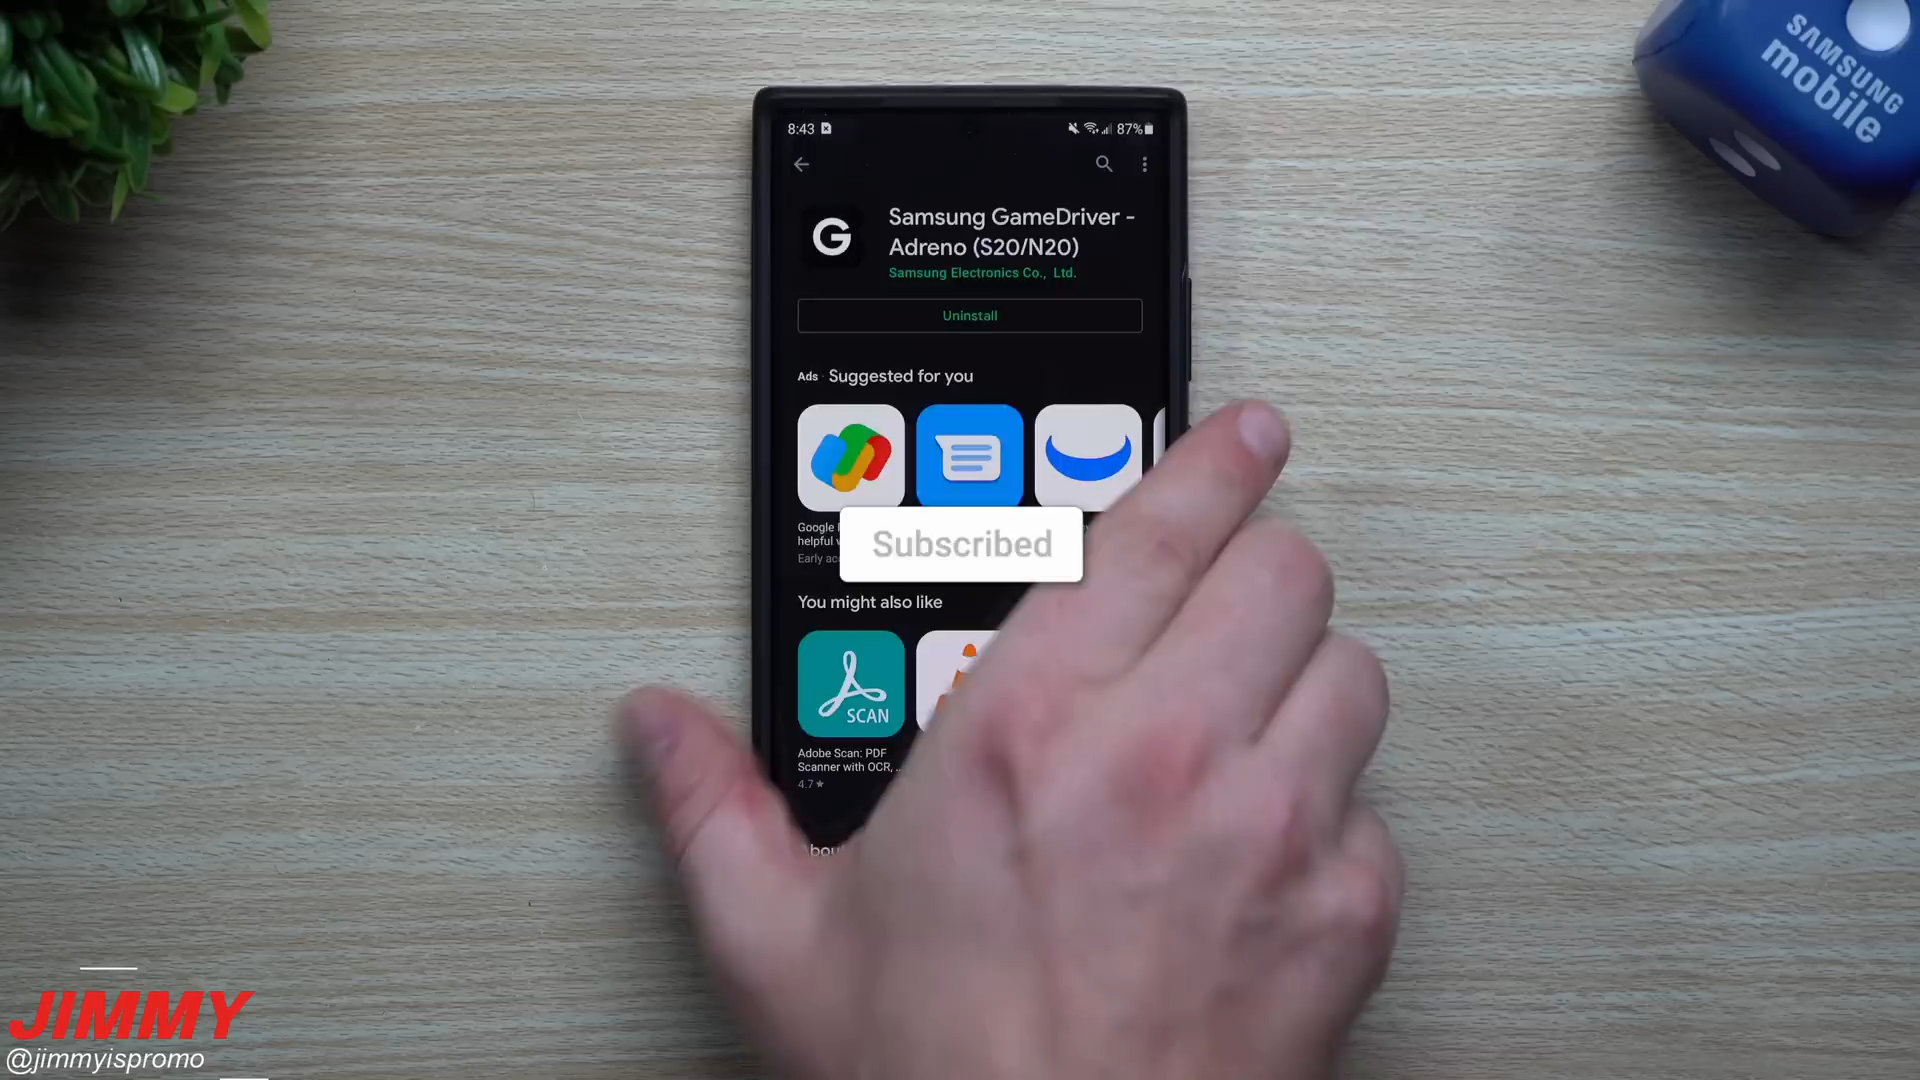 SAMSUNG
mobile
8:43
87%
Samsung GameDriver -
Adreno (S20/N20)
Samsung Electronics Co., Ltd.
Uninstall
Ads · Suggested for you
Google
helpful
Early
Subscribed
You might also like
SCAN
Adobe Scan: PDF
Scanner with OCR, ...
4.7★
JIMMY
@jimmyispromo